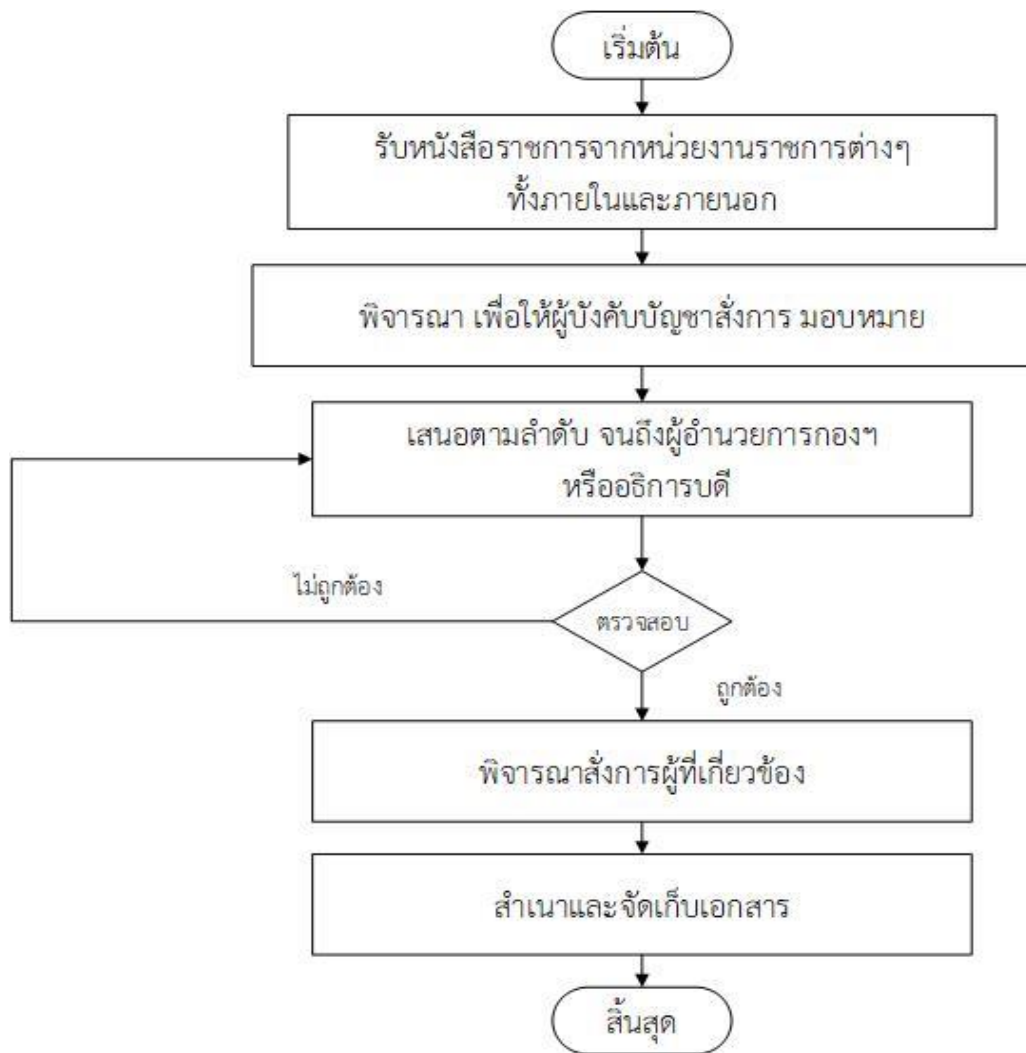 เริ่มต้น
รับหนังสือราชการจากหน่วยงานราชการต่างๆ
ทั้งภายในและภายนอก
พิจารณา เพื่อให้ผู้บังคับบัญชาสั่งการ มอบหมาย
เสนอตามลำดับ จนถึงผู้อำนวยการกองฯ
หรืออธิการบดี
ไม่ถูกต้อง
ตรวจสอบ
ถูกต้อง
พิจารณาสั่งการผู้ที่เกี่ยวข้อง
สำเนาและจัดเก็บเอกสาร
สิ้นสุด